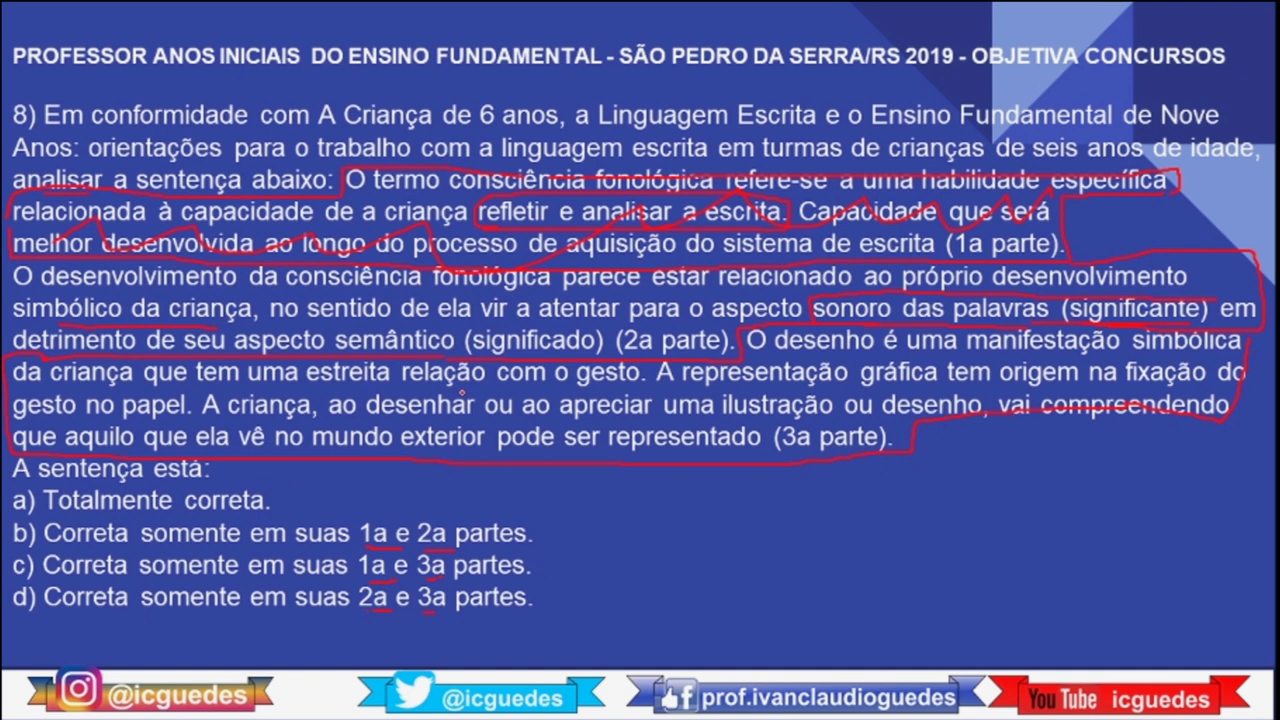 PROFESSOR ANOS INICIAIS DO ENSINO FUNDAMENTAL - SÃO PEDRO DA SERRA/RS 2019 - OBJETIVA CONCURSOS
8) Em conformidade com A Criança de 6 anos, a Linguagem Escrita e o Ensino Fundamental de Nove
Anos: orientações para o trabalho com a linguagem escrita em turmas de crianças de seis anos de idade,
analisar a sentença abaixo: O termo consciência fonológica refere-se a uma habilidade específica
relacionada à capacidade de a criança refletir e analisar a escrita. Capacidade que será
melhor desenvolvida ao longo do processo de aquisição do sistema de escrita (1a parte).
O desenvolvimento da consciência fonológica parece estar relacionado ao próprio desenvolvimento
simbólico da criança, no sentido de ela vir a atentar para o aspecto sonoro das palavras (significante) em
detrimento de seu aspecto semântico (significado) (2a parte). O desenho é uma manifestação simbólica
da criança que tem uma estreita relação com o gesto. A representação gráfica tem origem na fixação do
gesto no papel. A criança, ao desenhar ou ao apreciar uma ilustração ou desenho, vai compreendendo
que aquilo que ela vê no mundo exterior pode ser representado (3a parte).
A sentença está:
a) Totalmente correta.
b) Correta somente em suas 1a e 2a partes.
c) Correta somente em suas 1a e 3a partes.
d) Correta somente em suas 2a e 3a partes.
@icguedes @icguedes prof.ivanclaudioguedes You Tube icguedes